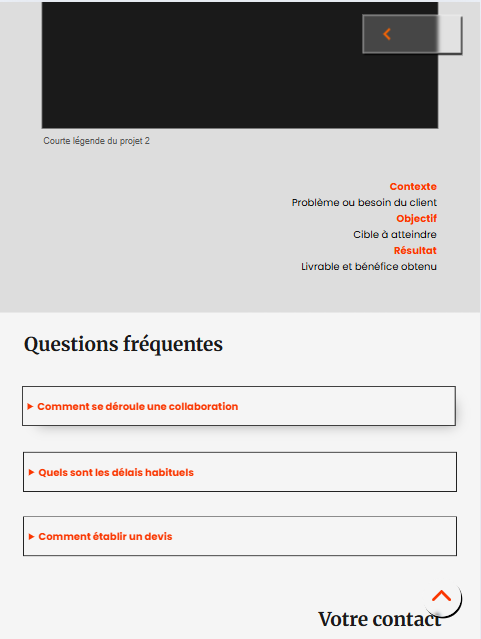 Courte légende du projet 2
Contexte
Problème ou besoin du client
Objectif
Cible à atteindre
Résultat
Livrable et bénéfice obtenu
Questions fréquentes
Comment se déroule une collaboration
Quels sont les délais habituels
Comment établir un devis
Votre contact